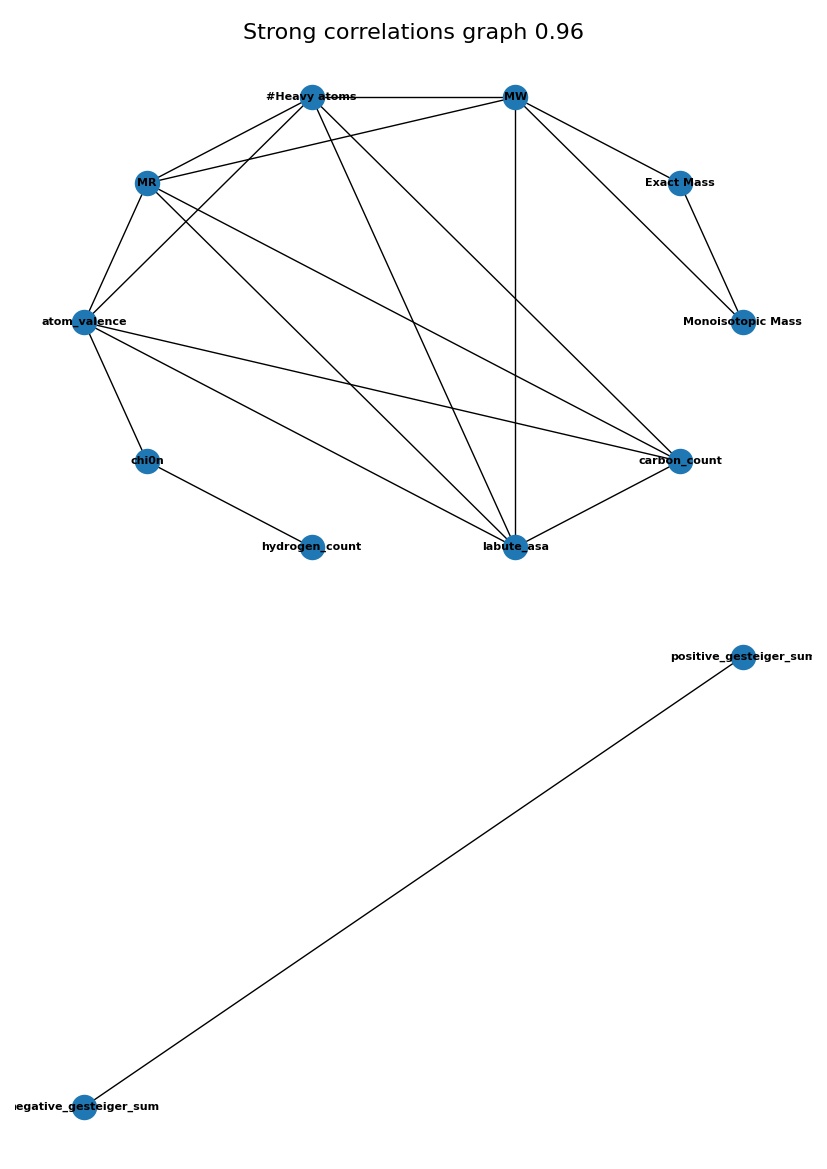 Strong correlations graph 0.96
#Heavy atoms
MW
MR
Exact Mass
atom_valence
Monoisotopic Mass
chi0n
carbon_count
hydrogen_count
labute_asa
positive_gesteiger_sum
egative_gesteiger_sum